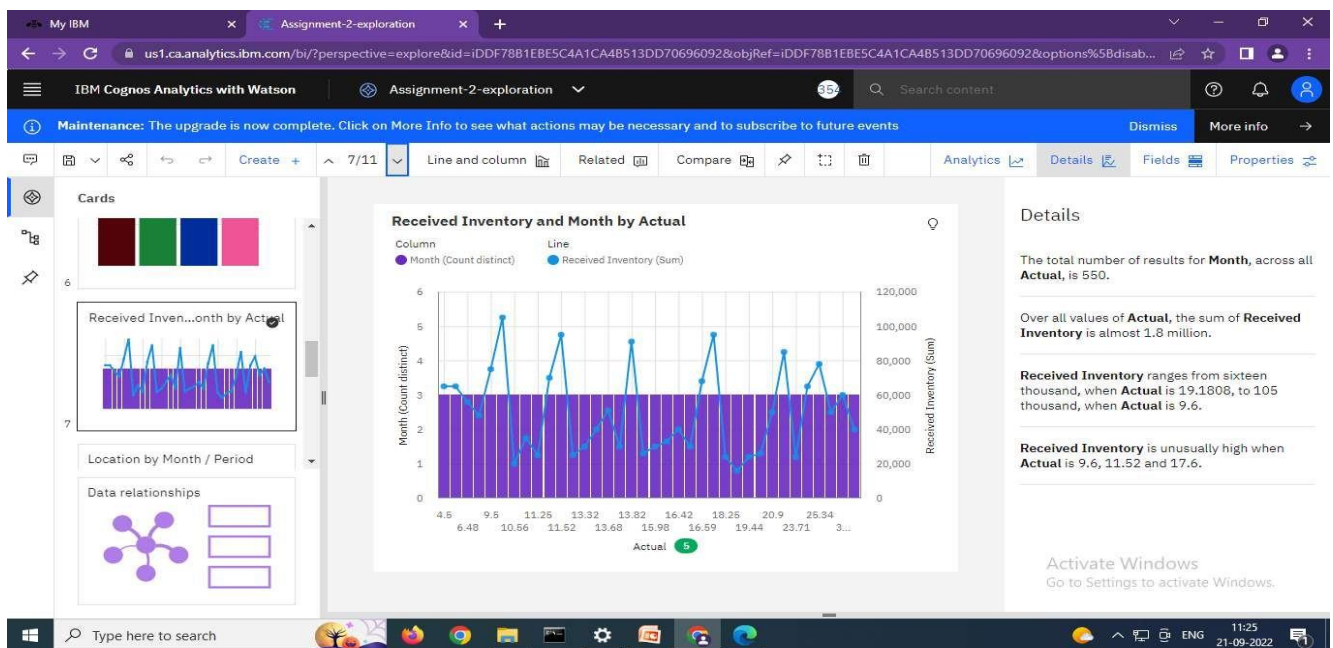 My IBM
Assignment-2-exploration
us1.ca.analytics.ibm.com/bi/?perspective=explore&id=iDDF78B1EBE5C4A1CA4B513DD70696092&objRef=iDDF78B1EBE5C4A1CA4B513DD70696092&options%5Bdisab...
IBM Cognos Analytics with Watson
Assignment-2-exploration
354
Search content
Maintenance: The upgrade is now complete. Click on More Info to see what actions may be necessary and to subscribe to future events
Dismiss
More info
Create +
7/11
Line and column
Related
Compare
Analytics
Details
Fields
Properties
Cards
6
Received Inven...onth by Actual
7
Location by Month / Period
Data relationships
Received Inventory and Month by Actual
Column
Line
Month (Count distinct)
Received Inventory (Sum)
Month (Count distinct)
6
5
4
3
2
1
0
120,000
100,000
80,000
60,000
40,000
20,000
0
Received Inventory (Sum)
4.5 9.5 11.25 13.32 13.82 16.42 18.25 20.9 25.34
6.48 10.56 11.52 13.68 15.98 16.59 19.44 23.71 3...
Actual 5
Details
The total number of results for Month, across all
Actual, is 550.
Over all values of Actual, the sum of Received
Inventory is almost 1.8 million.
Received Inventory ranges from sixteen
thousand, when Actual is 19.1808, to 105
thousand, when Actual is 9.6.
Received Inventory is unusually high when
Actual is 9.6, 11.52 and 17.6.
Activate Windows
Go to Settings to activate Windows.
Type here to search
ENG
11:25
21-09-2022
1